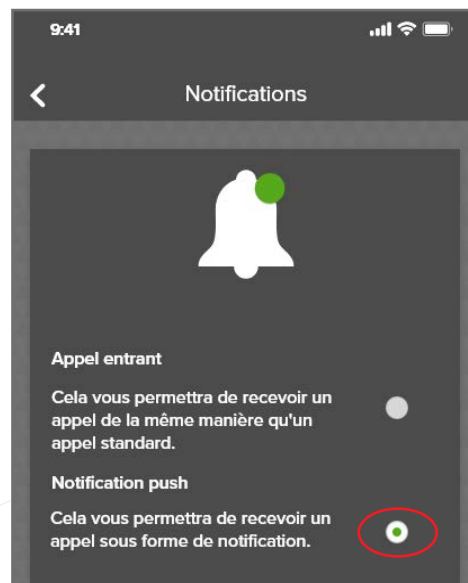 9:41
Notifications
Appel entrant
Cela vous permettra de recevoir un
appel de la même manière qu'un
appel standard.
Notification push
Cela vous permettra de recevoir un
appel sous forme de notification.